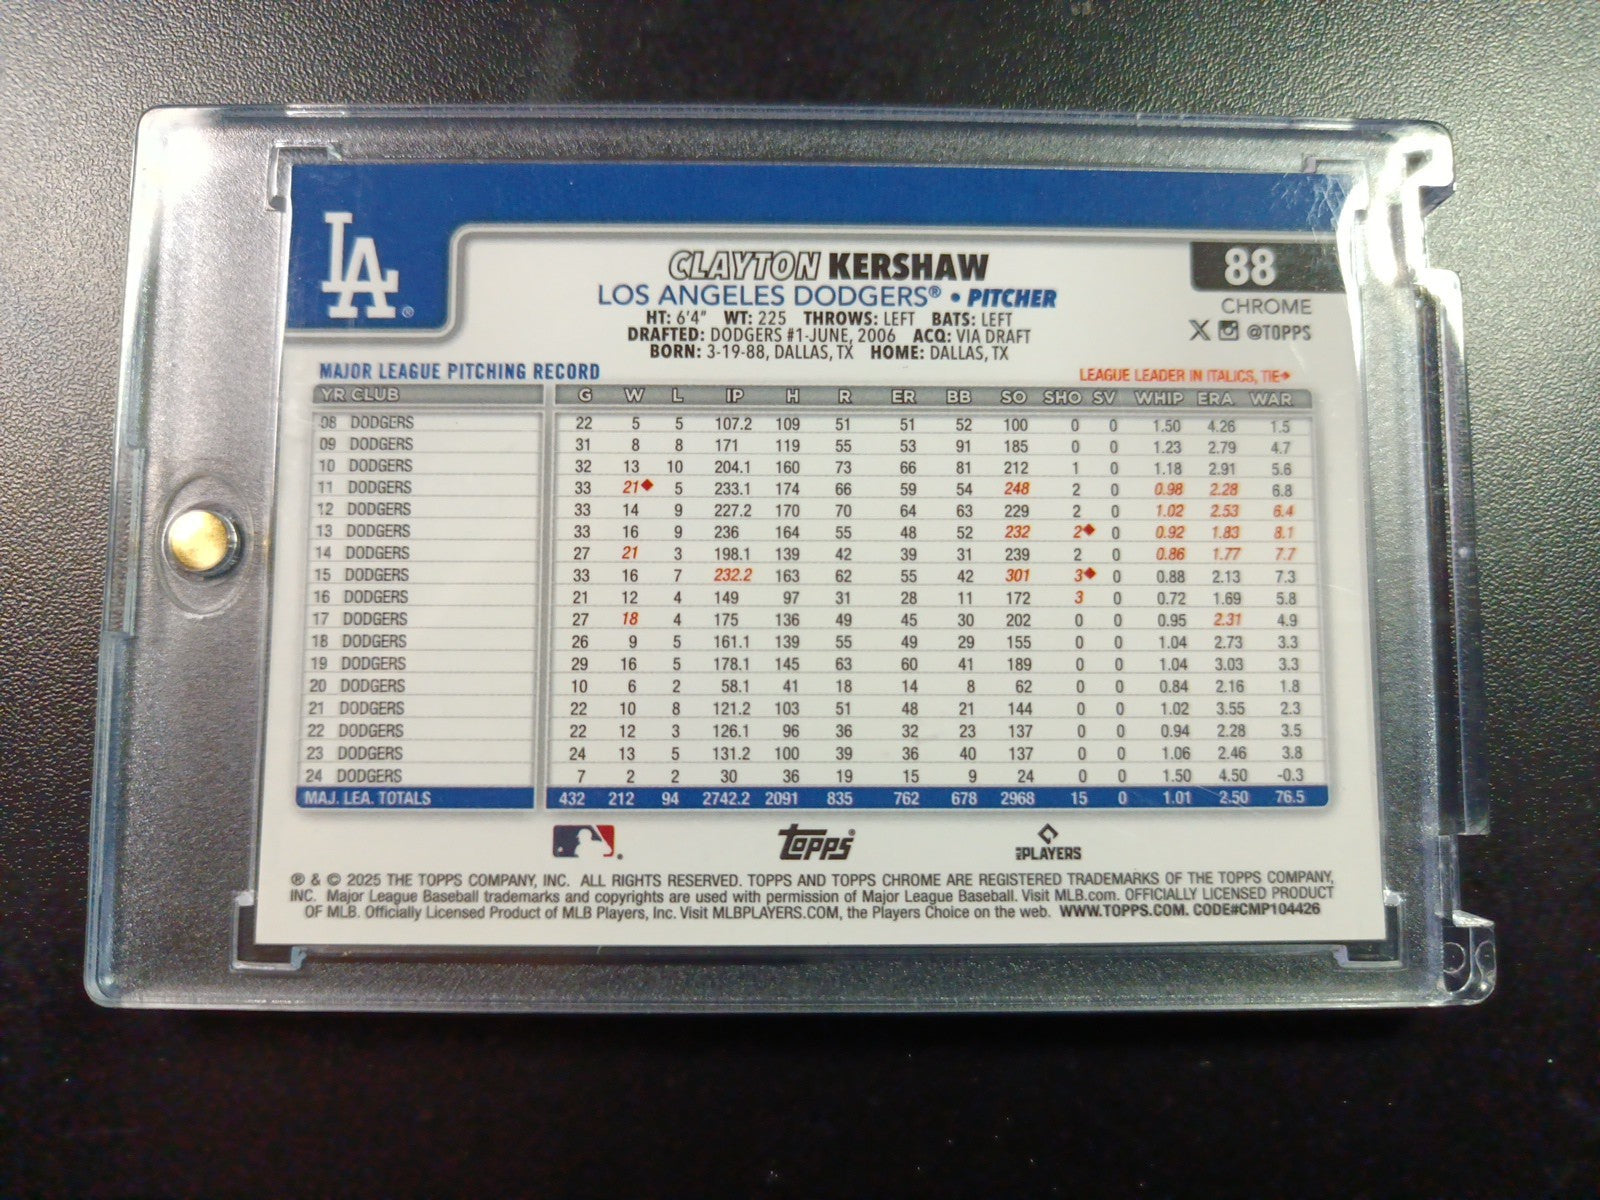 LA®
CLAYTON KERSHAW
88
LOS ANGELES DODGERS® • PITCHER
CHROME
HT: 6'4" WT: 225 THROWS: LEFT BATS: LEFT
X @TOPPS
DRAFTED: DODGERS #1-JUNE, 2006 ACQ: VIA DRAFT
BORN: 3-19-88, DALLAS, TX HOME: DALLAS, TX
MAJOR LEAGUE PITCHING RECORD
LEAGUE LEADER IN ITALICS, TIE♦
YR CLUB G W L IP H R ER BB SO SHO SV WHIP ERA WAR
08 DODGERS 22 5 5 107.2 109 51 51 52 100 0 0 1.50 4.26 1.5
09 DODGERS 31 8 8 171 119 55 53 91 185 0 0 1.23 2.79 4.7
10 DODGERS 32 13 10 204.1 160 73 66 81 212 1 0 1.18 2.91 5.6
11 DODGERS 33 21♦ 5 233.1 174 66 59 54 248 2 0 0.98 2.28 6.8
12 DODGERS 33 14 9 227.2 170 70 64 63 229 2 0 1.02 2.53 6.4
13 DODGERS 33 16 9 236 164 55 48 52 232 2♦ 0 0.92 1.83 8.1
14 DODGERS 27 21 3 198.1 139 42 39 31 239 2 0 0.86 1.77 7.7
15 DODGERS 33 16 7 232.2 163 62 55 42 301 3♦ 0 0.88 2.13 7.3
16 DODGERS 21 12 4 149 97 31 28 11 172 3 0 0.72 1.69 5.8
17 DODGERS 27 18 4 175 136 49 45 30 202 0 0 0.95 2.31 4.9
18 DODGERS 26 9 5 161.1 139 55 49 29 155 0 0 1.04 2.73 3.3
19 DODGERS 29 16 5 178.1 145 63 60 41 189 0 0 1.04 3.03 3.3
20 DODGERS 10 6 2 58.1 41 18 14 8 62 0 0 0.84 2.16 1.8
21 DODGERS 22 10 8 121.2 103 51 48 21 144 0 0 1.02 3.55 2.3
22 DODGERS 22 12 3 126.1 96 36 32 23 137 0 0 0.94 2.28 3.5
23 DODGERS 24 13 5 131.2 100 39 36 40 137 0 0 1.06 2.46 3.8
24 DODGERS 7 2 2 30 36 19 15 9 24 0 0 1.50 4.50 -0.3
MAJ. LEA. TOTALS 432 212 94 2742.2 2091 835 762 678 2968 15 0 1.01 2.50 76.5
TOPPS®
MLB PLAYERS
® & © 2025 THE TOPPS COMPANY, INC. ALL RIGHTS RESERVED. TOPPS AND TOPPS CHROME ARE REGISTERED TRADEMARKS OF THE TOPPS COMPANY,
INC. Major League Baseball trademarks and copyrights are used with permission of Major League Baseball. Visit MLB.com. OFFICIALLY LICENSED PRODUCT
OF MLB. Officially Licensed Product of MLB Players, Inc. Visit MLBPLAYERS.COM, the Players Choice on the web. WWW.TOPPS.COM. CODE#CMP104426